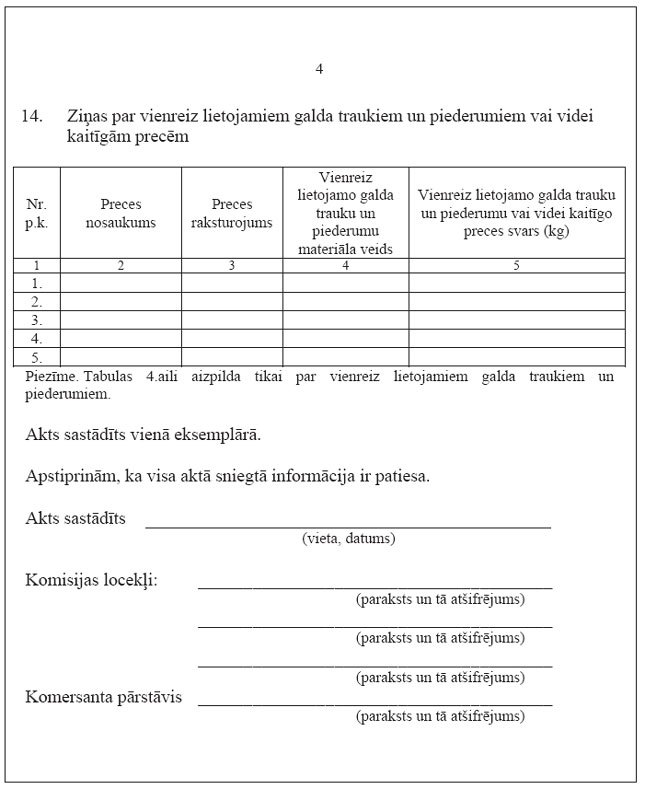 4
14. Ziņas par vienreiz lietojamiem galda traukiem un piederumiem vai videi
kaitīgām precēm
Nr.
p.k.
Preces
nosaukums
Preces
raksturojums
Vienreiz
lietojamo galda
trauku un
piederumu
materiāla veids
Vienreiz lietojamo galda trauku
un piederumu vai videi kaitīgo
preces svars (kg)
1 2 3 4 5
1.
2.
3.
4.
5.
Piezīme. Tabulas 4.aili aizpilda tikai par vienreiz lietojamiem galda traukiem un
piederumiem.
Akts sastādīts vienā eksemplārā.
Apstiprinām, ka visa aktā sniegtā informācija ir patiesa.
Akts sastādīts
(vieta, datums)
Komisijas locekļi:
(paraksts un tā atšifrējums)
(paraksts un tā atšifrējums)
(paraksts un tā atšifrējums)
Komersanta pārstāvis
(paraksts un tā atšifrējums)